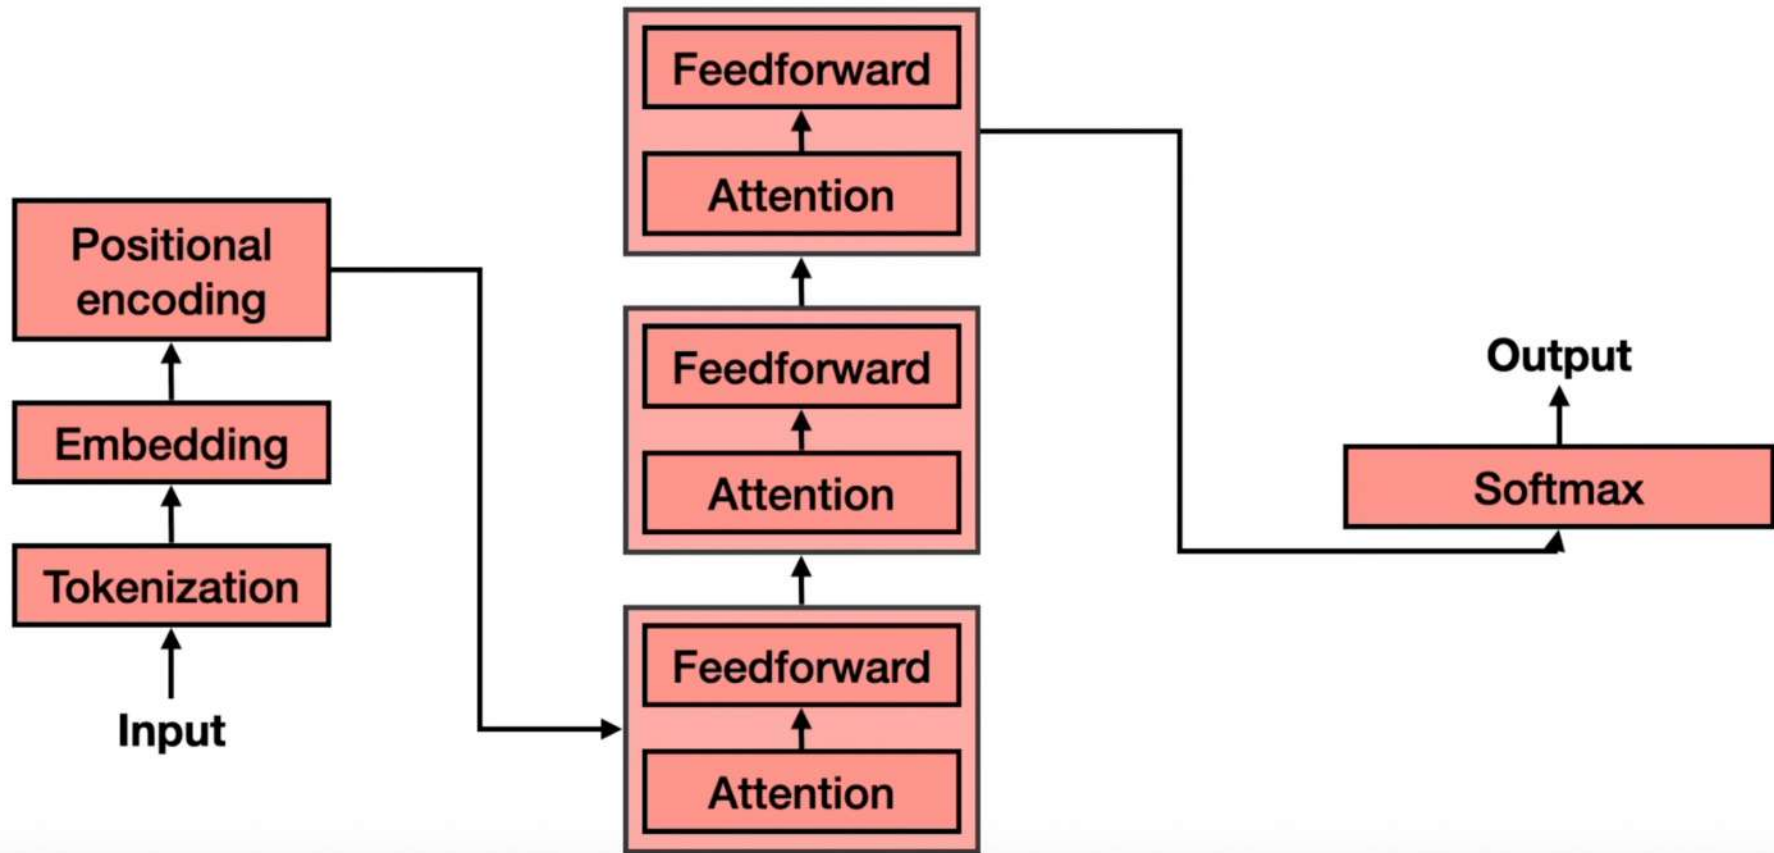 Input
Tokenization
Embedding
Positional
encoding
Attention
Feedforward
Attention
Feedforward
Attention
Feedforward
Softmax
Output